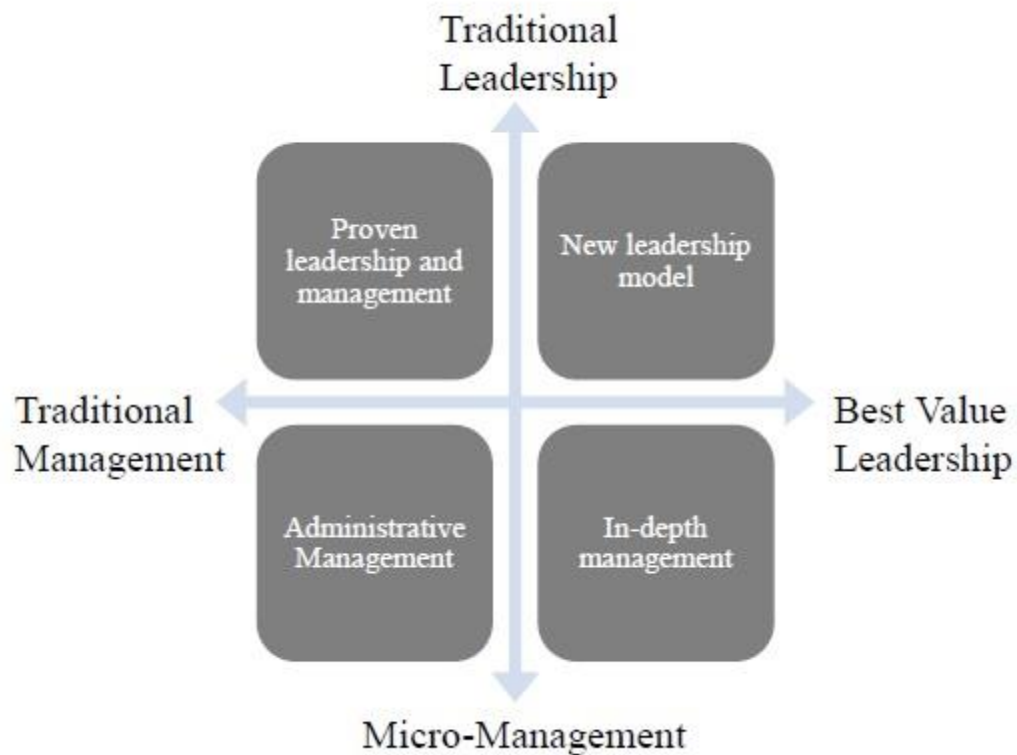 Traditional
Leadership
Proven
leadership and
management
New leadership
model
Traditional
Management
Best Value
Leadership
Administrative
Management
In-depth
management
Micro-Management